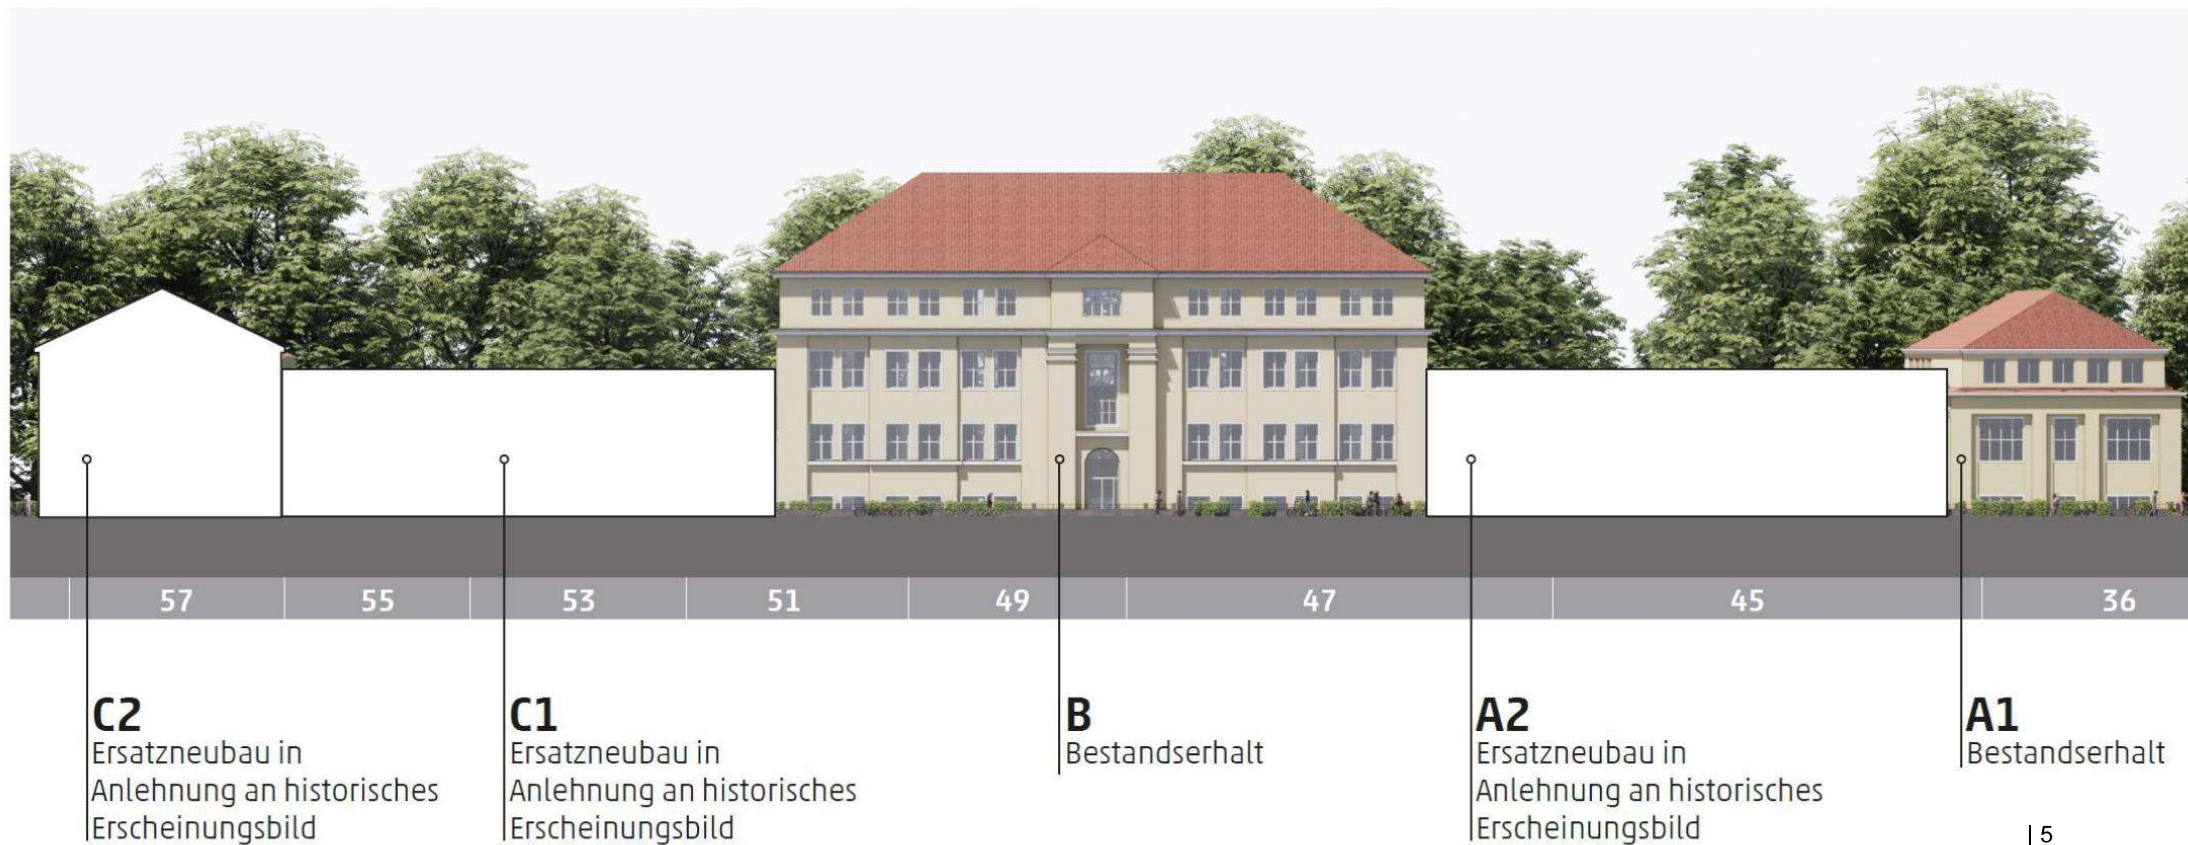 57 55 53 51 49 47 45 36
C2
Ersatzneubau in
Anlehnung an historisches
Erscheinungsbild
C1
Ersatzneubau in
Anlehnung an historisches
Erscheinungsbild
B
Bestandserhalt
A2
Ersatzneubau in
Anlehnung an historisches
Erscheinungsbild
A1
Bestandserhalt
| 5